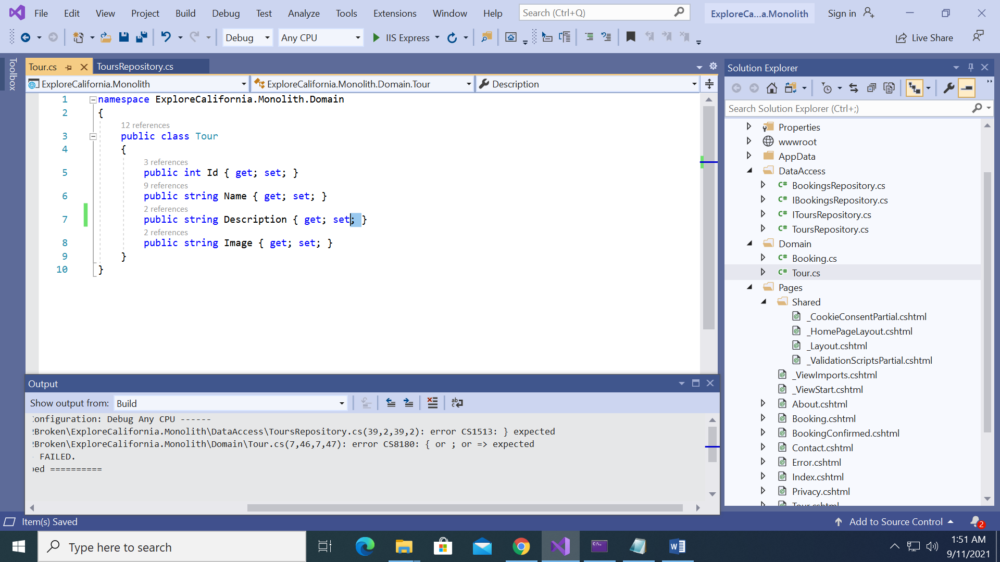 File Edit View Project Build Debug Test Analyze Tools Extensions Window Help Search (Ctrl+Q) ExploreCa...a.Monolith Sign in
Debug Any CPU IIS Express Live Share
Toolbox
Tour.cs ToursRepository.cs
ExploreCalifornia.Monolith ExploreCalifornia.Monolith.Domain.Tour Description
1 namespace ExploreCalifornia.Monolith.Domain
2 {
12 references
3 public class Tour
4 {
3 references
5 public int Id { get; set; }
9 references
6 public string Name { get; set; }
2 references
7 public string Description { get; set; }
2 references
8 public string Image { get; set; }
9 }
10 }
Output
Show output from: Build
Configuration: Debug Any CPU ------
2Broken\ExploreCalifornia.Monolith\DataAccess\ToursRepository.cs(39,2,39,2): error CS1513: } expected
2Broken\ExploreCalifornia.Monolith\Domain\Tour.cs(7,46,7,47): error CS8180: { or ; or => expected
- FAILED.
ped ==========
Solution Explorer
Search Solution Explorer (Ctrl+;)
Properties
wwwroot
AppData
DataAccess
C# BookingsRepository.cs
C# IBookingsRepository.cs
C# IToursRepository.cs
C# ToursRepository.cs
Domain
C# Booking.cs
C# Tour.cs
Pages
Shared
_CookieConsentPartial.cshtml
_HomePageLayout.cshtml
_Layout.cshtml
_ValidationScriptsPartial.cshtml
_ViewImports.cshtml
_ViewStart.cshtml
About.cshtml
Booking.cshtml
BookingConfirmed.cshtml
Contact.cshtml
Error.cshtml
Index.cshtml
Privacy.cshtml
Tour.cshtml
Item(s) Saved Add to Source Control 2
Type here to search
1:51 AM
9/11/2021